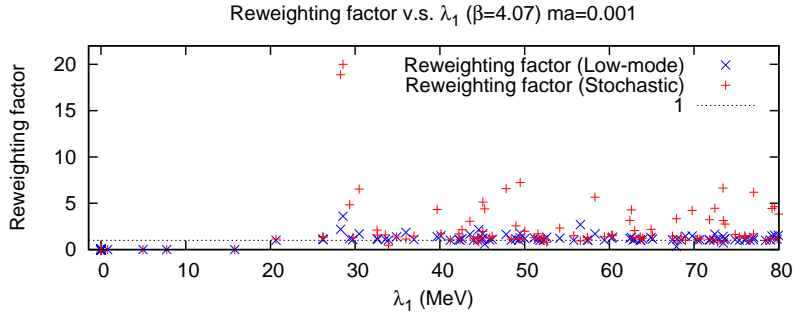 Reweighting factor v.s. λ₁ (β=4.07) ma=0.001
Reweighting factor
20
15
10
5
0
Reweighting factor (Low-mode)
Reweighting factor (Stochastic)
1
0 10 20 30 40 50 60 70 80
λ₁ (MeV)